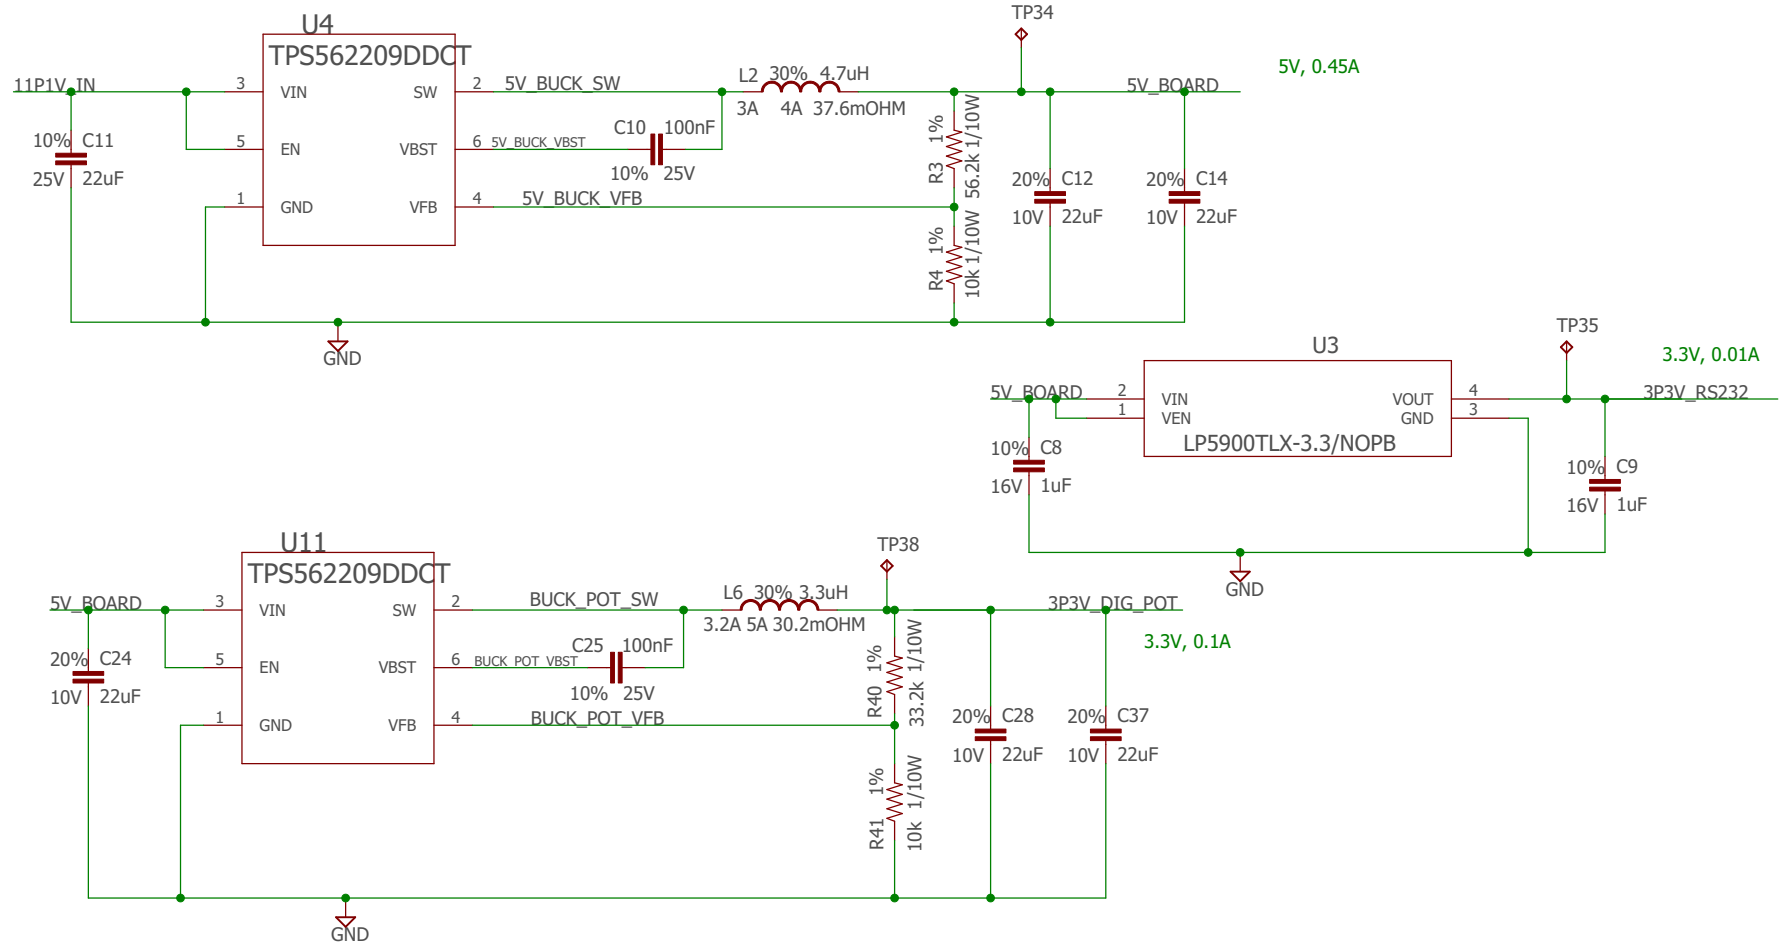 U4
TPS562209DDCT
11P1V_IN
3
VIN
SW
2
5V_BUCK_SW
5
EN
VBST
6
5V_BUCK_VBST
1
GND
VFB
4
5V_BUCK_VFB
10%
C11
25V
22uF
C10
100nF
10%
25V
L2
30%
4.7uH
3A
4A
37.6mOHM
TP34
5V_BOARD
5V, 0.45A
R3
1%
56.2k
1/10W
R4
1%
10k
1/10W
20%
C12
10V
22uF
20%
C14
10V
22uF
GND
U3
5V_BOARD
2
VIN
1
VEN
VOUT
4
GND
3
LP5900TLX-3.3/NOPB
10%
C8
16V
1uF
TP35
3.3V, 0.01A
3P3V_RS232
10%
C9
16V
1uF
GND
U11
TPS562209DDCT
5V_BOARD
3
VIN
SW
2
BUCK_POT_SW
5
EN
VBST
6
BUCK_POT_VBST
1
GND
VFB
4
BUCK_POT_VFB
20%
C24
10V
22uF
C25
100nF
10%
25V
L6
30%
3.3uH
3.2A
5A
30.2mOHM
TP38
3P3V_DIG_POT
3.3V, 0.1A
R40
1%
33.2k
1/10W
R41
1%
10k
1/10W
20%
C28
10V
22uF
20%
C37
10V
22uF
GND